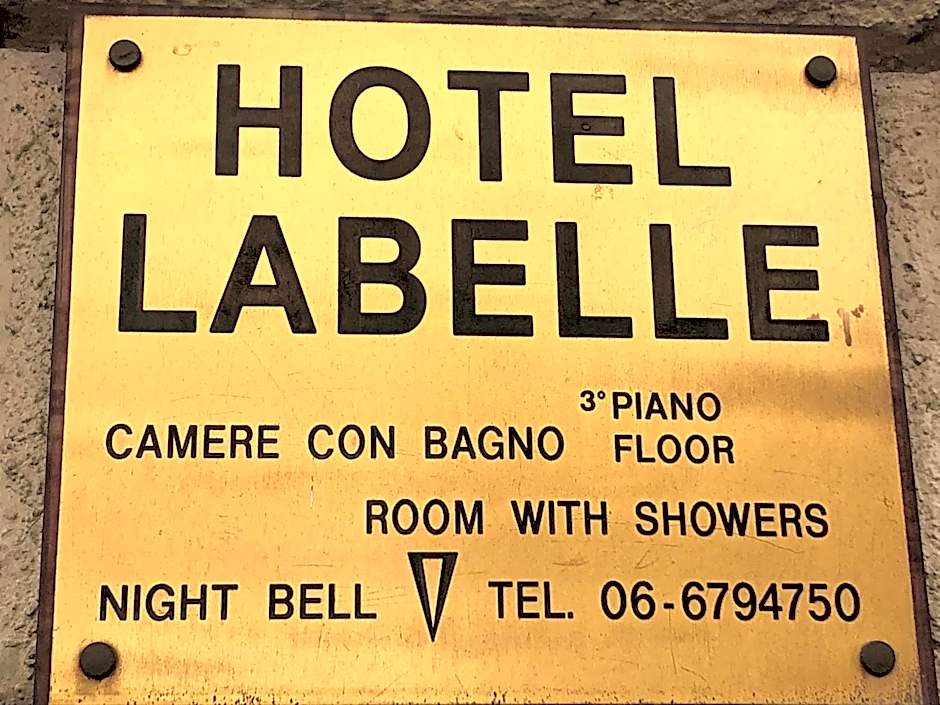 HOTEL
LABELLE
3° PIANO
CAMERE CON BAGNO FLOOR
ROOM WITH SHOWERS
NIGHT BELL TEL. 06-6794750